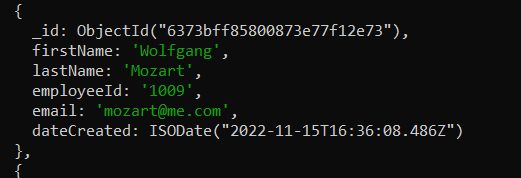 {
_id: ObjectId("6373bff85800873e77f12e73"),
firstName: 'Wolfgang',
lastName: 'Mozart',
employeeId: '1009',
email: 'mozart@me.com',
dateCreated: ISODate("2022-11-15T16:36:08.486Z")
},
{